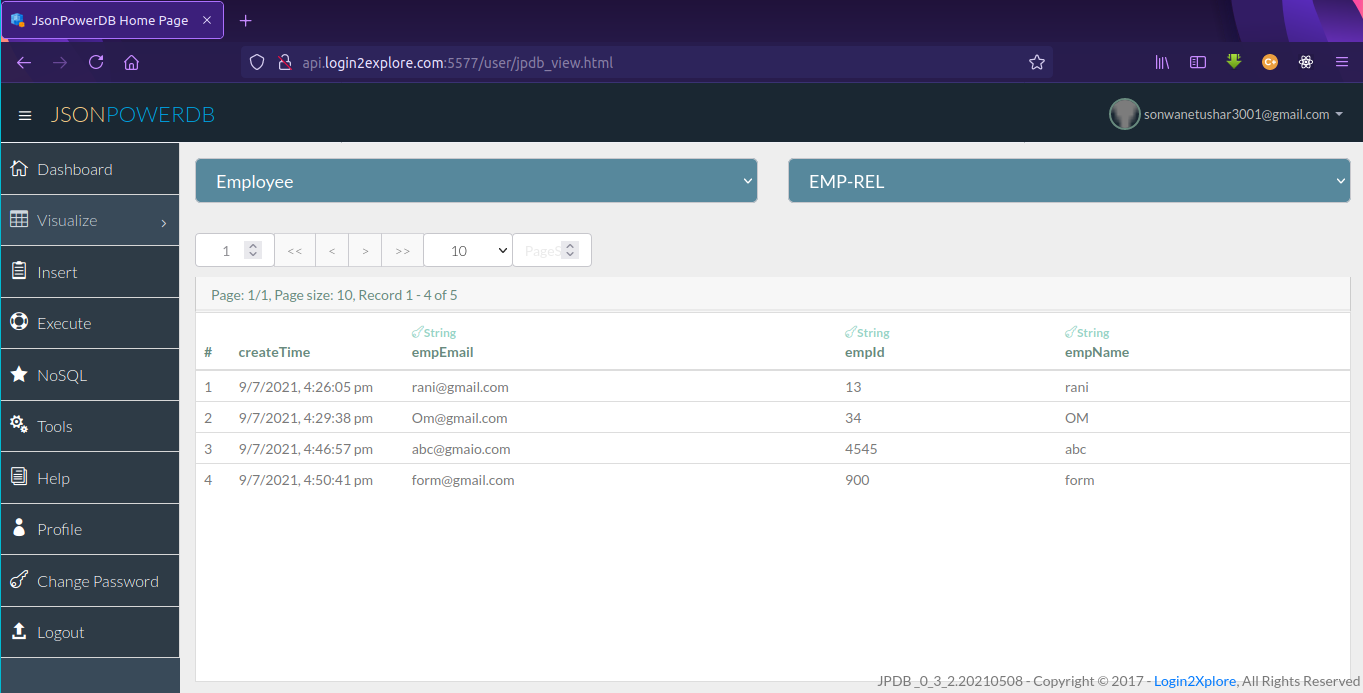 JsonPowerDB Home Page
api.login2explore.com:5577/user/jpdb_view.html
C+
JSONPOWERDB
sonwanetushar3001@gmail.com
Dashboard
Visualize
Insert
Execute
NoSQL
Tools
Help
Profile
Change Password
Logout
Employee
EMP-REL
1 << < > >> 10 PageS
Page: 1/1, Page size: 10, Record 1 - 4 of 5
String String String
# createTime empEmail empId empName
1 9/7/2021, 4:26:05 pm rani@gmail.com 13 rani
2 9/7/2021, 4:29:38 pm Om@gmail.com 34 OM
3 9/7/2021, 4:46:57 pm abc@gmaio.com 4545 abc
4 9/7/2021, 4:50:41 pm form@gmail.com 900 form
JPDB _0_3_2.20210508 - Copyright © 2017 - Login2Xplore, All Rights Reserved